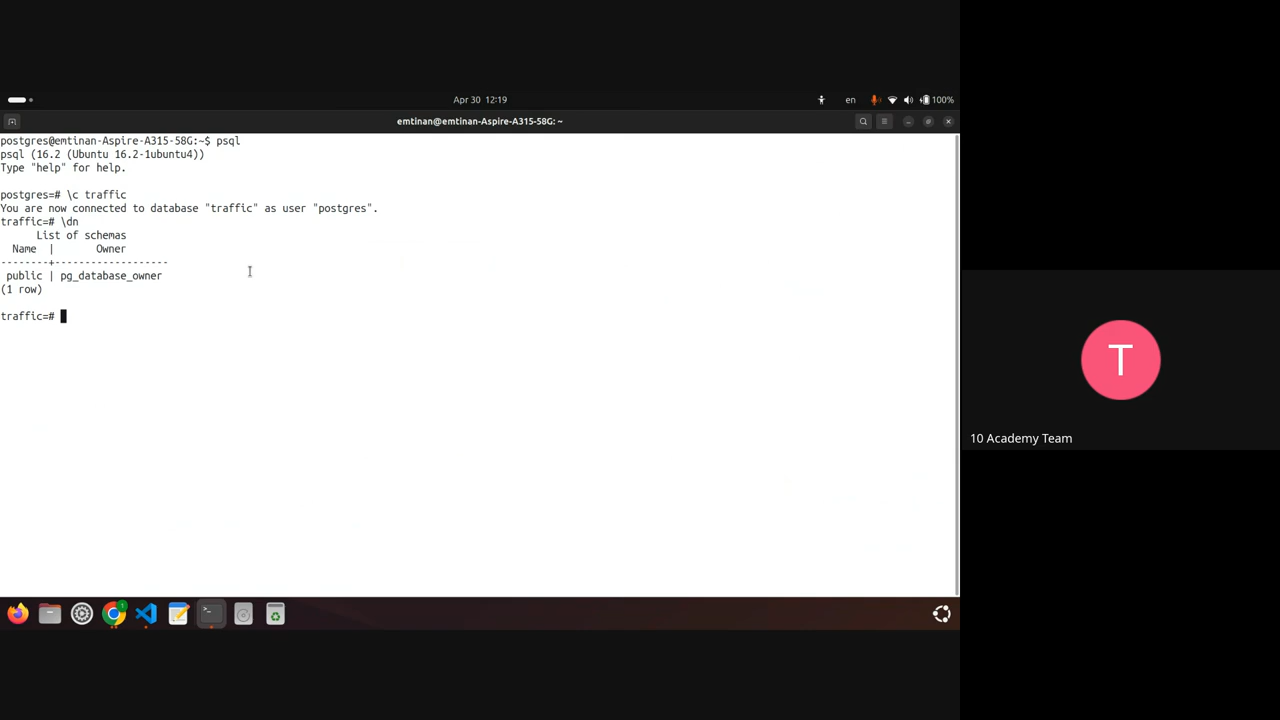 Apr 30 12:19
en
100%
emtinan@emtinan-Aspire-A315-58G: ~
postgres@emtinan-Aspire-A315-58G:~$ psql
psql (16.2 (Ubuntu 16.2-1ubuntu4))
Type "help" for help.
postgres=# \c traffic
You are now connected to database "traffic" as user "postgres".
traffic=# \dn
List of schemas
Name | Owner
--------+-------------------
public | pg_database_owner
(1 row)
traffic=#
T
10 Academy Team
1
>_